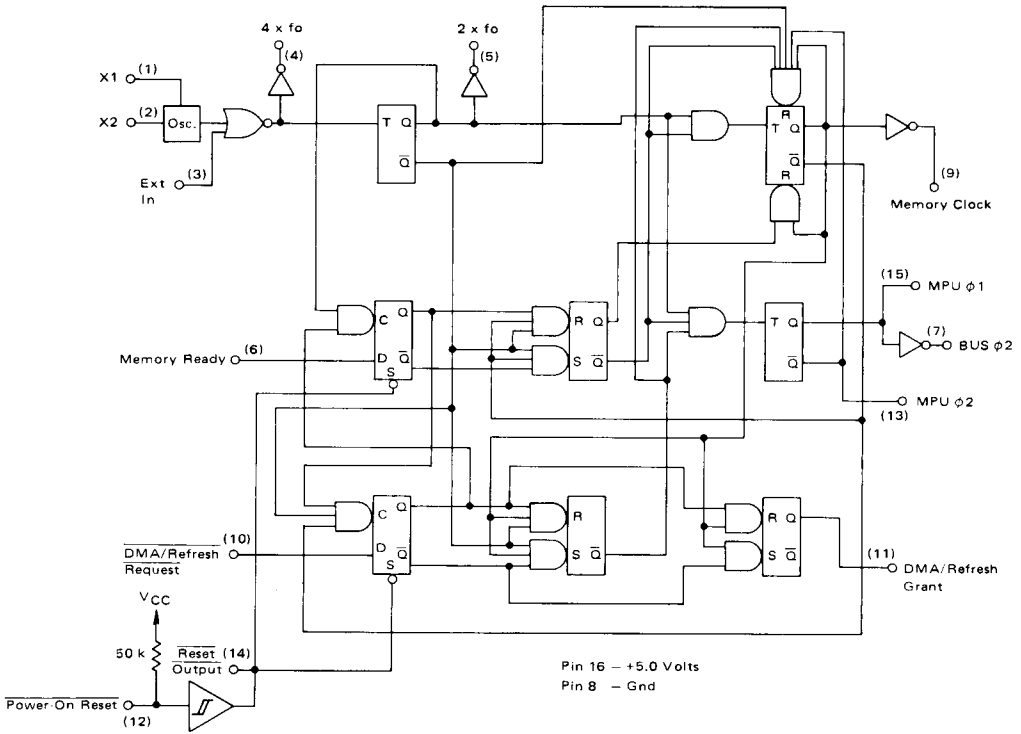 4 x fo
2 x fo
(4)
(5)
X1 (1)
X2 (2)
Osc.
(3)
Ext
In
T Q
Q̅
R
T Q
Q̅
R
(9)
Memory Clock
C Q
D Q̅
S
Memory Ready (6)
R Q
S Q̅
T Q
Q̅
(15)
MPU ϕ1
(7)
BUS ϕ2
MPU ϕ2
(13)
C Q
D Q̅
S
(10)
DMA/Refresh
Request
R
S Q̅
R Q
S Q̅
(11)
DMA/Refresh
Grant
VCC
50 k
Reset (14)
Output
Power-On Reset
(12)
Pin 16 – +5.0 Volts
Pin 8 – Gnd